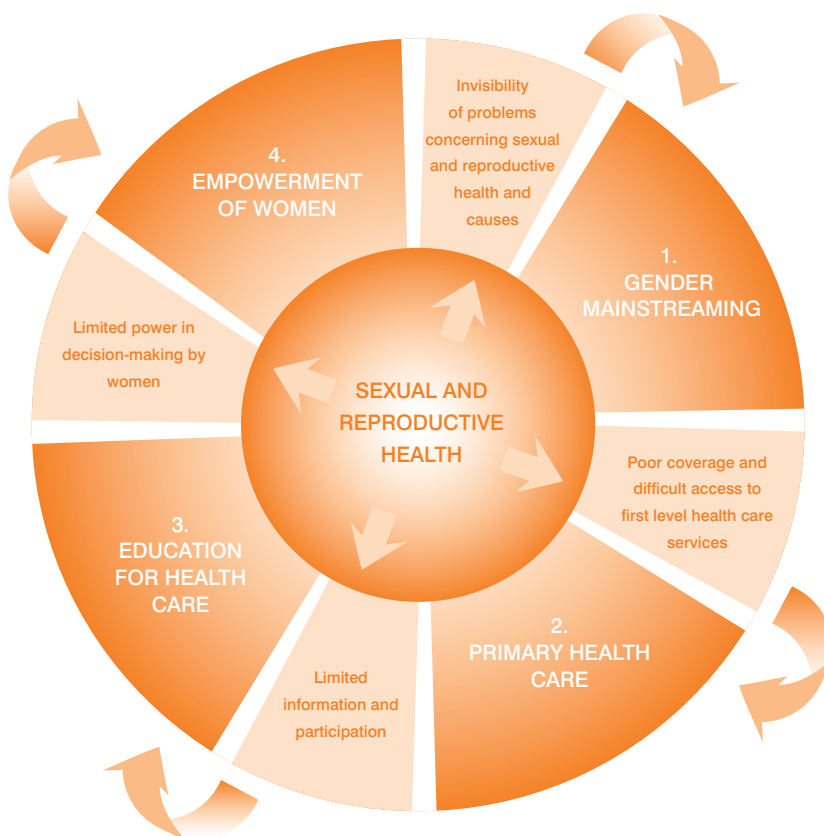 Invisibility
of problems
concerning sexual
and reproductive
health and
causes
1.
GENDER
MAINSTREAMING
Poor coverage and
difficult access to
first level health care
services
2.
PRIMARY HEALTH
CARE
Limited
information and
participation
3.
EDUCATION
FOR HEALTH
CARE
Limited power in
decision-making by
women
4.
EMPOWERMENT
OF WOMEN
SEXUAL AND
REPRODUCTIVE
HEALTH